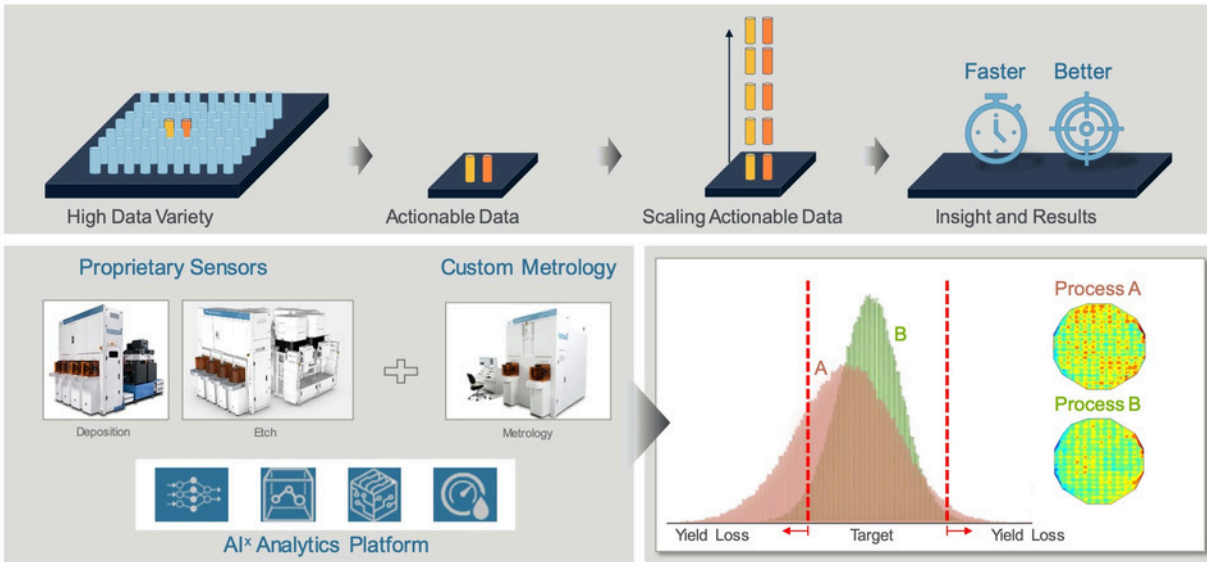 Faster
Better
High Data Variety
Actionable Data
Scaling Actionable Data
Insight and Results
Proprietary Sensors
Custom Metrology
Deposition
Etch
Metrology
AIˣ Analytics Platform
Process A
B
A
Process B
Yield Loss
Target
Yield Loss